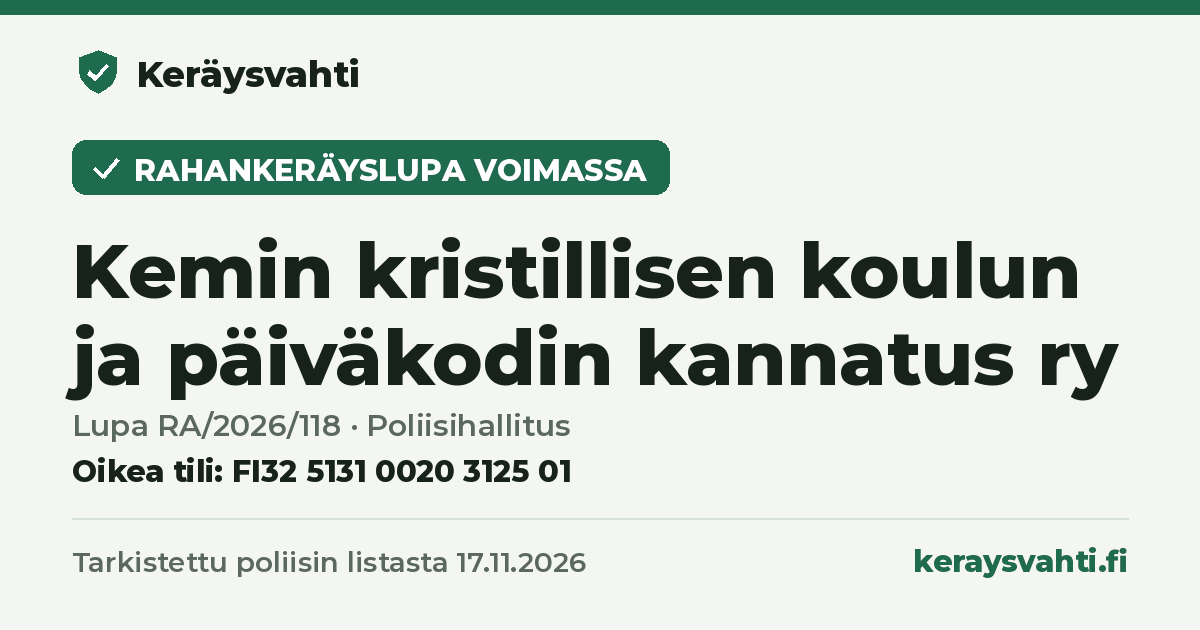 Keräysvahti
RAHANKERÄYSLUPA VOIMASSA
Kemin kristillisen koulun
ja päiväkodin kannatus ry
Lupa RA/2026/118 · Poliisihallitus
Oikea tili: FI32 5131 0020 3125 01
Tarkistettu poliisin listasta 17.11.2026
keraysvahti.fi